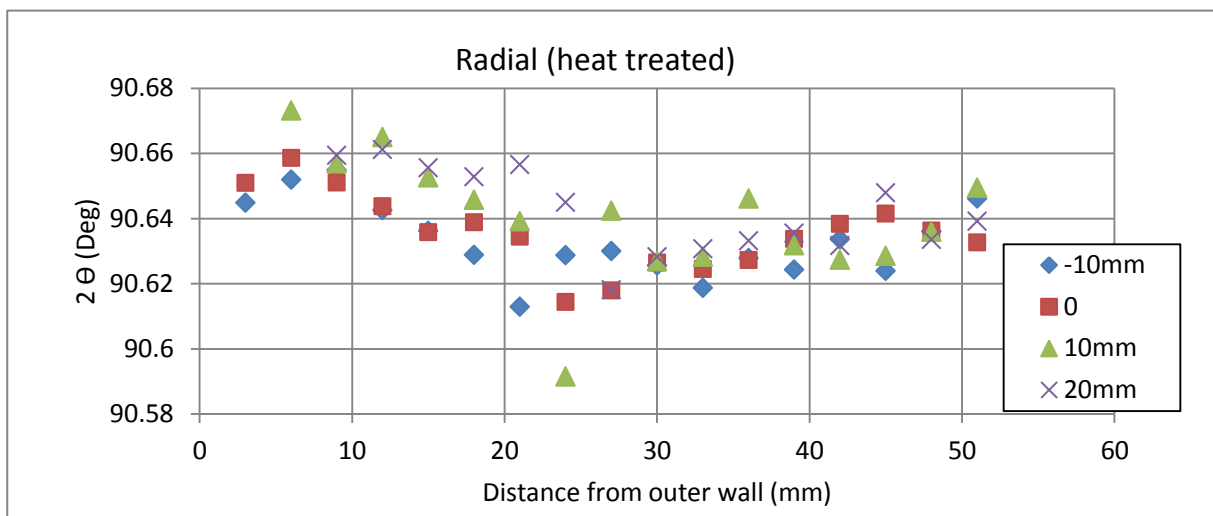 Radial (heat treated)
90.68
90.66
90.64
90.62
90.6
90.58
2 Ө (Deg)
0 10 20 30 40 50 60
Distance from outer wall (mm)
-10mm
0
10mm
20mm